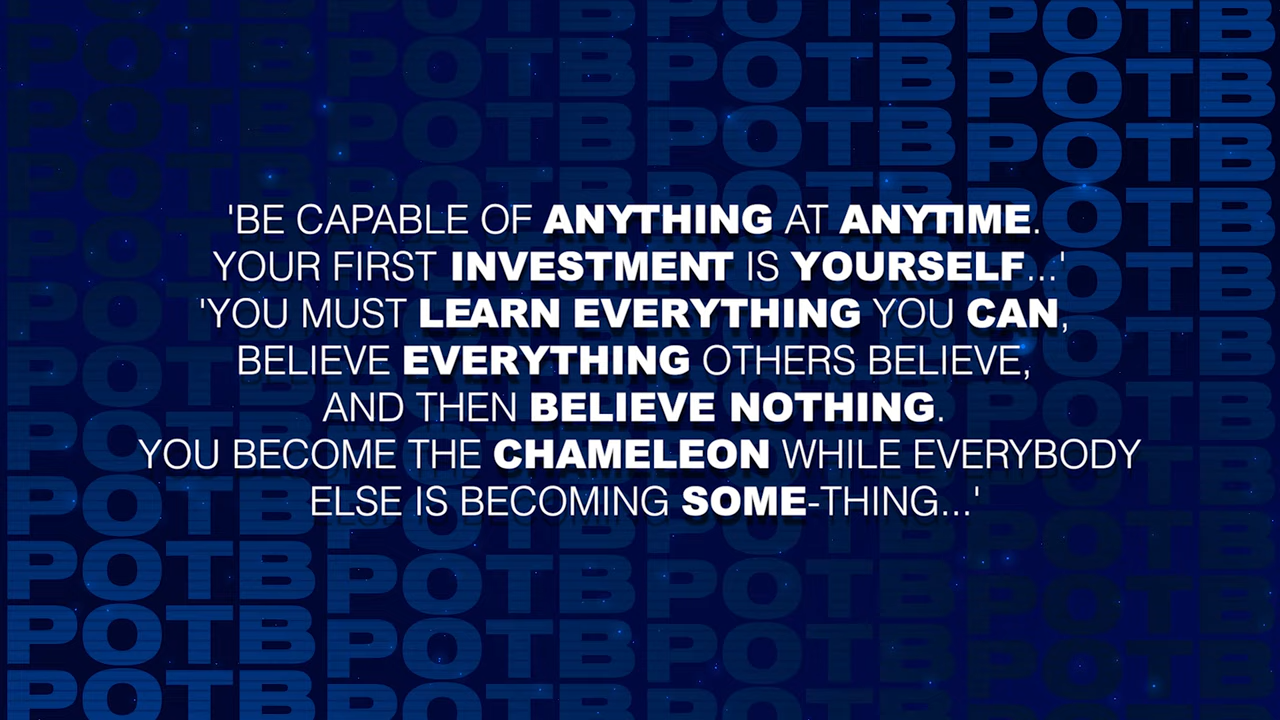 'BE CAPABLE OF ANYTHING AT ANYTIME.
YOUR FIRST INVESTMENT IS YOURSELF...'
'YOU MUST LEARN EVERYTHING YOU CAN,
BELIEVE EVERYTHING OTHERS BELIEVE,
AND THEN BELIEVE NOTHING.
YOU BECOME THE CHAMELEON WHILE EVERYBODY
ELSE IS BECOMING SOME-THING...'
POTB